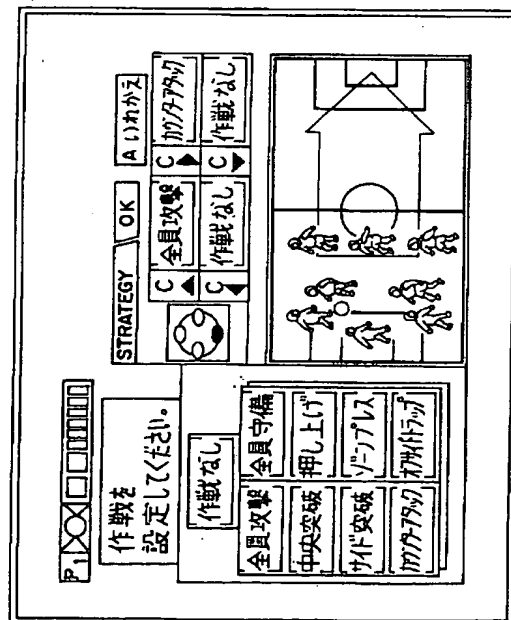 P1
作戦を
設定してください。
作戦なし
全員攻撃 全員守備
中央突破 押し上げ
サイド突破 ゾーンプレス
カウンターアタック オフサイドトラップ
STRATEGY OK A いれかえ
C 全員攻撃 C カウンターアタック
C 作戦なし C 作戦なし